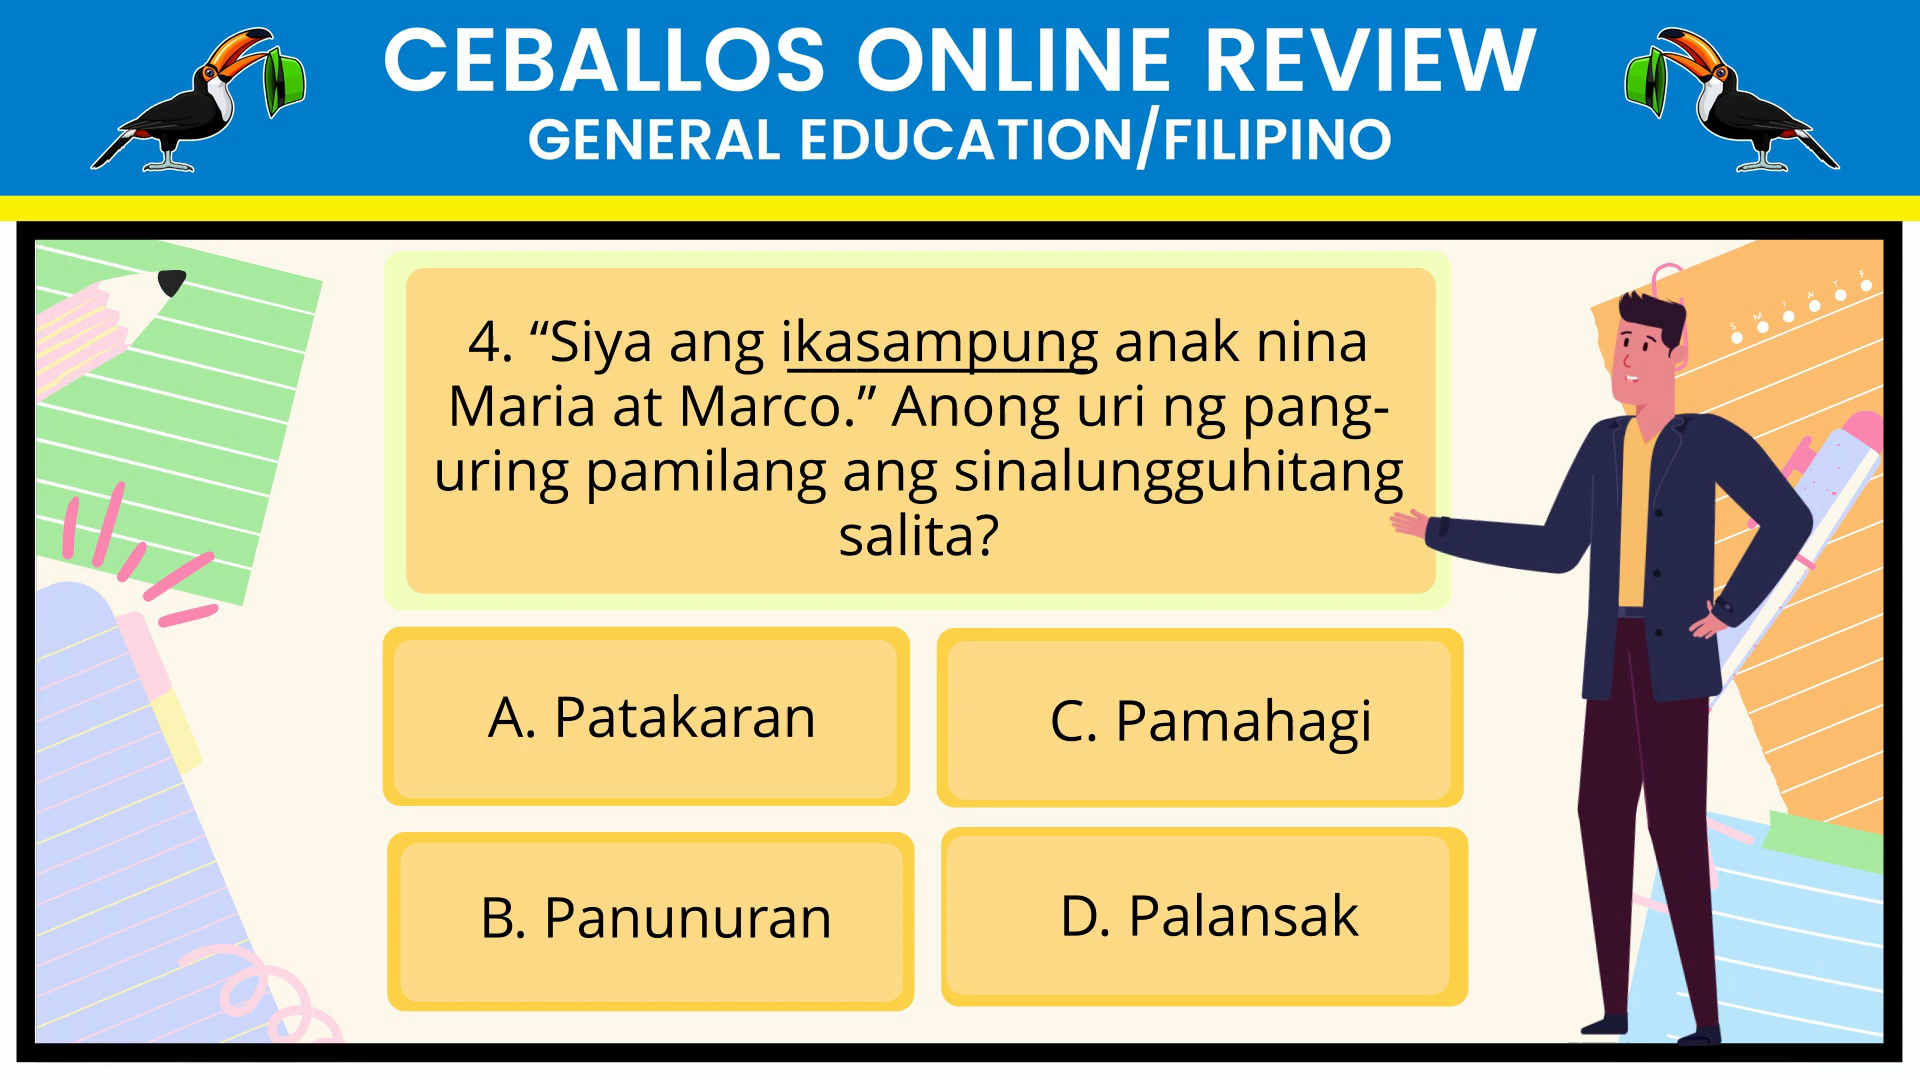 CEBALLOS ONLINE REVIEW
GENERAL EDUCATION/FILIPINO
4. “Siya ang ikasampung anak nina
Maria at Marco.” Anong uri ng pang-
uring pamilang ang sinalungguhitang
salita?
A. Patakaran
C. Pamahagi
B. Panunuran
D. Palansak